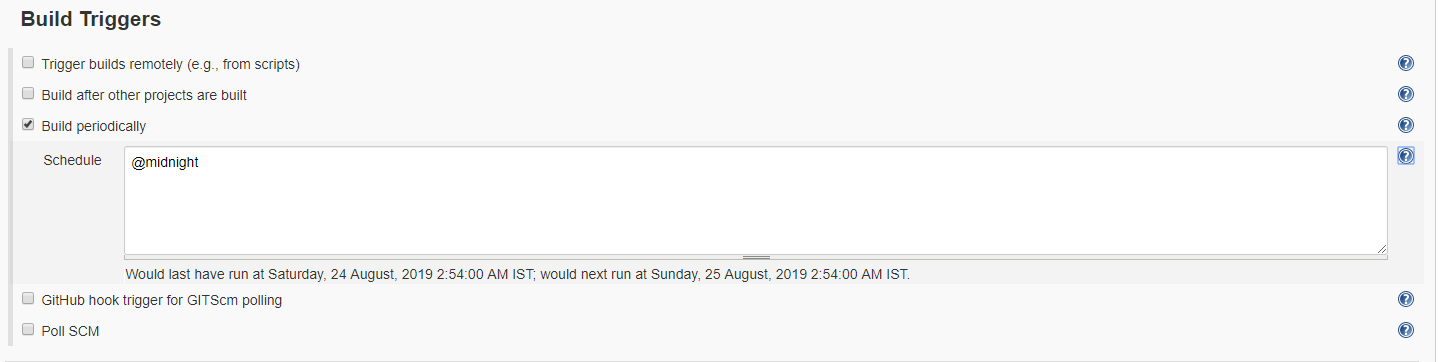 Build Triggers
Trigger builds remotely (e.g., from scripts)
Build after other projects are built
Build periodically
Schedule @midnight
Would last have run at Saturday, 24 August, 2019 2:54:00 AM IST; would next run at Sunday, 25 August, 2019 2:54:00 AM IST.
GitHub hook trigger for GITScm polling
Poll SCM